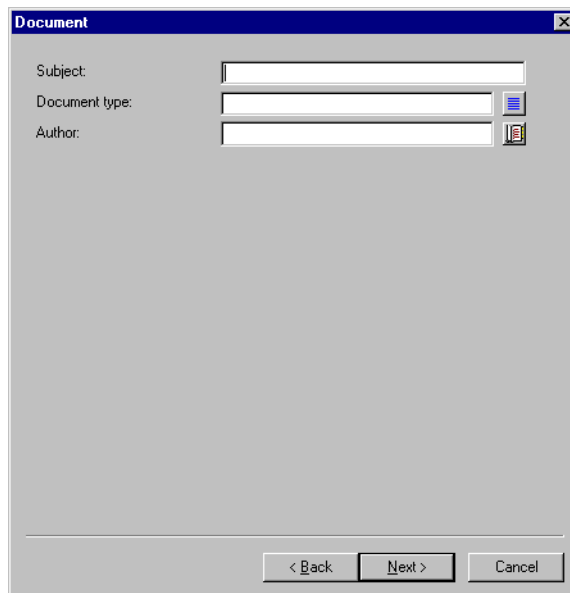 Document
Subject:
Document type:
Author:
< Back Next > Cancel